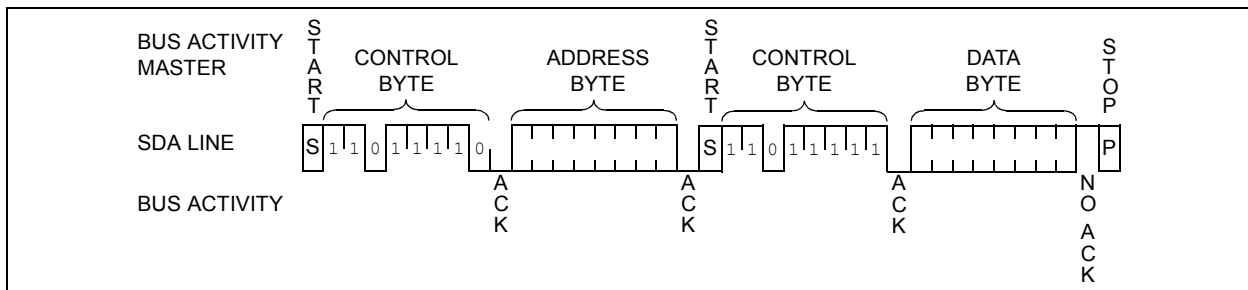 BUS ACTIVITY
MASTER
START
CONTROL
BYTE
ADDRESS
BYTE
START
CONTROL
BYTE
DATA
BYTE
STOP
SDA LINE
S 1 1 0 1 1 1 1 0
S 1 1 0 1 1 1 1 1
P
BUS ACTIVITY
ACK
ACK
ACK
NO ACK